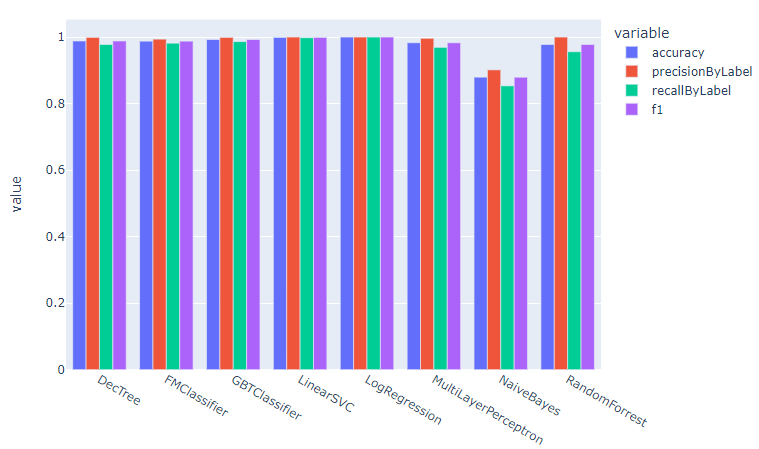 variable
accuracy
precisionByLabel
recallByLabel
f1
value
1
0.8
0.6
0.4
0.2
0
DecTree
FMClassifier
GBTClassifier
LinearSVC
LogRegression
MultiLayerPerceptron
NaiveBayes
RandomForrest